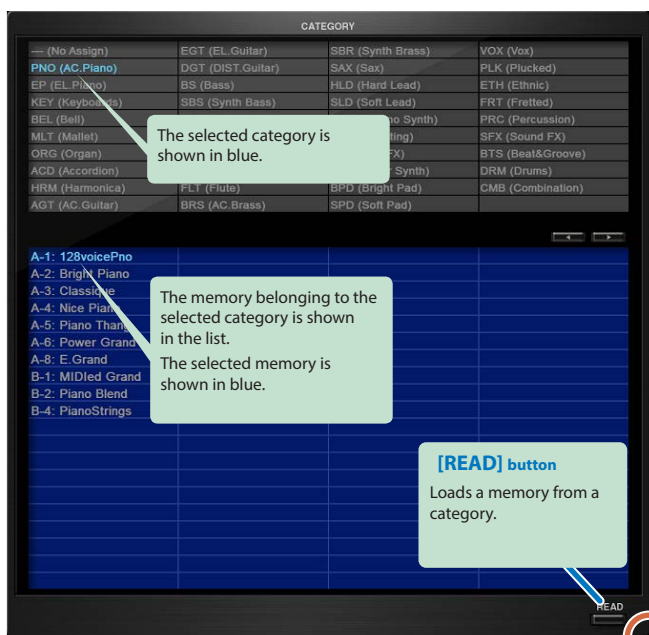 CATEGORY
--- (No Assign) EGT (EL.Guitar) SBR (Synth Brass) VOX (Vox)
PNO (AC.Piano) DGT (DIST.Guitar) SAX (Sax) PLK (Plucked)
EP (EL.Piano) BS (Bass) HLD (Hard Lead) ETH (Ethnic)
KEY (Keyboards) SBS (Synth Bass) SLD (Soft Lead) FRT (Fretted)
BEL (Bell) Synth) PRC (Percussion)
MLT (Mallet) SFX (Sound FX)
ORG (Organ) FX) BTS (Beat&Groove)
ACD (Accordion) Synth) DRM (Drums)
HRM (Harmonica) FLT (Flute) BPD (Bright Pad) CMB (Combination)
AGT (AC.Guitar) BRS (AC.Brass) SPD (Soft Pad)
The selected category is
shown in blue.
A-1: 128voicePno
A-2: Bright Piano
A-3: Classique
A-4: Nice Piano
A-5: Piano Thang
A-6: Power Grand
A-8: E.Grand
B-1: MIDIed Grand
B-2: Piano Blend
B-4: PianoStrings
The memory belonging to the
selected category is shown
in the list.
The selected memory is
shown in blue.
[READ] button
Loads a memory from a
category.
READ